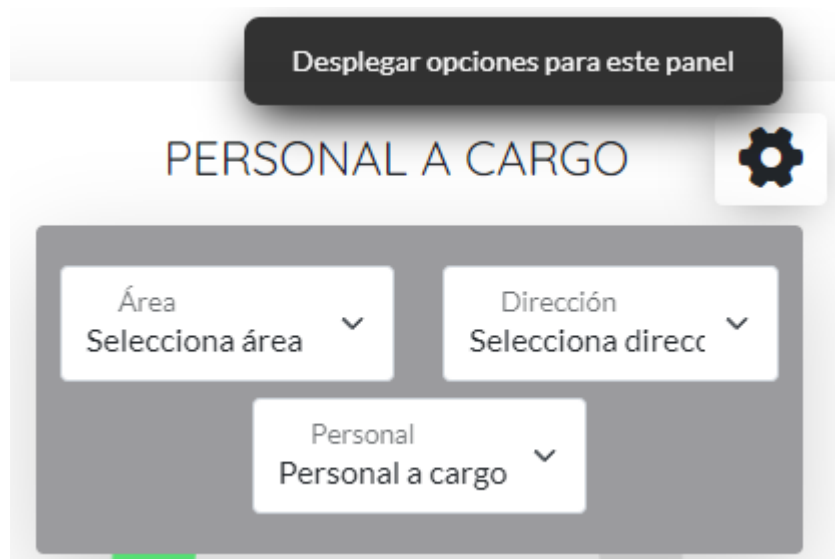 Desplegar opciones para este panel
PERSONAL A CARGO
Área
Selecciona área
Dirección
Selecciona direcc
Personal
Personal a cargo